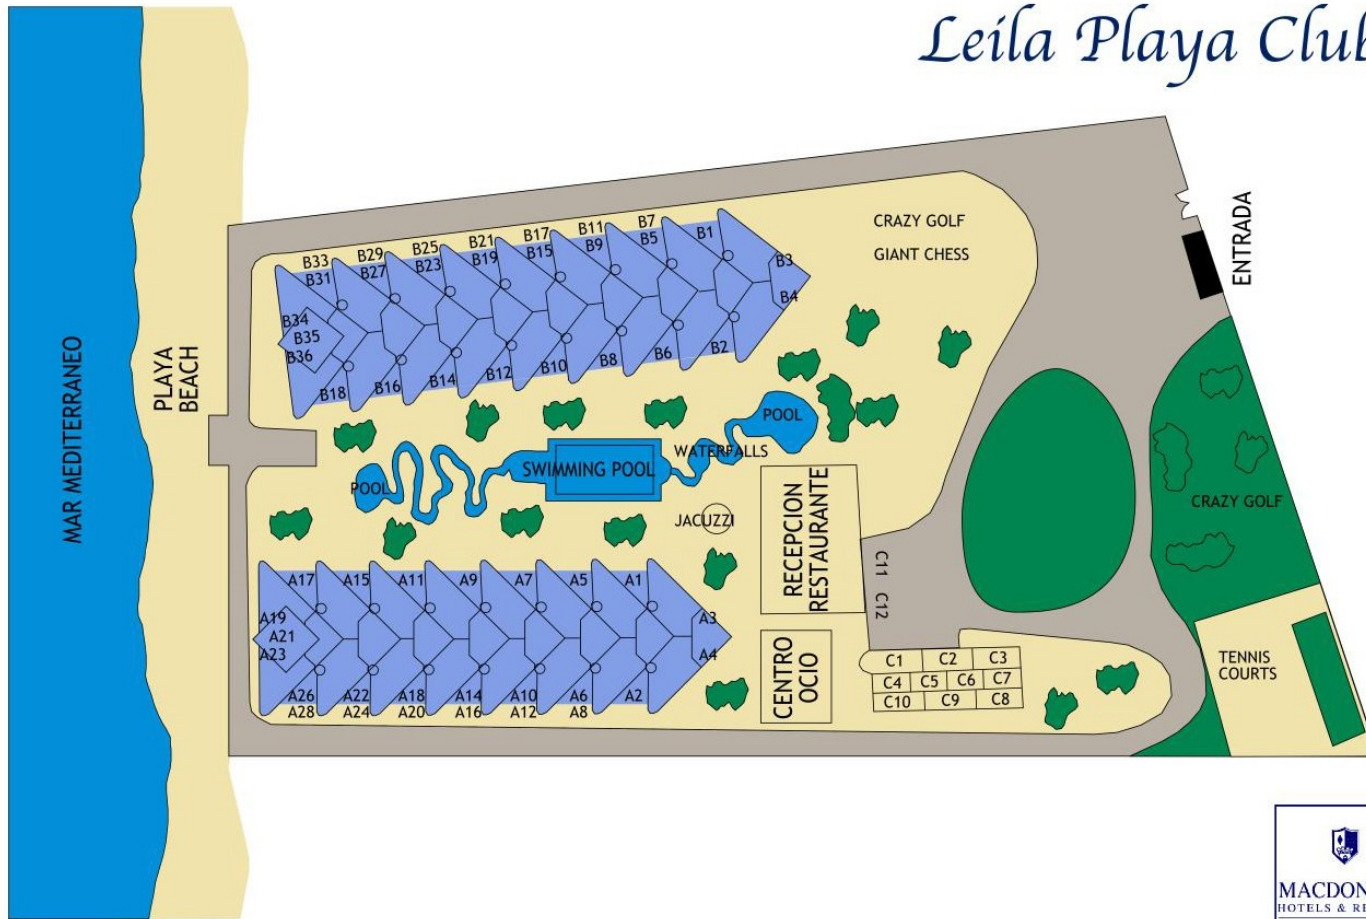 Leila Playa Club
MAR MEDITERRANEO
PLAYA
BEACH
ENTRADA
CRAZY GOLF
GIANT CHESS
B33
B29
B25
B21
B17
B11
B7
B31
B27
B23
B19
B15
B9
B5
B1
B3
B4
B34
B35
B36
B18
B16
B14
B12
B10
B8
B6
B2
POOL
WATERFALLS
SWIMMING POOL
POOL
JACUZZI
RECEPCION
RESTAURANTE
CRAZY GOLF
C11
C12
A17
A15
A11
A9
A7
A5
A1
A3
A4
A19
A21
A23
A26
A22
A18
A14
A10
A6
A2
A28
A24
A20
A16
A12
A8
CENTRO
OCIO
C1
C2
C3
C4
C5
C6
C7
C10
C9
C8
TENNIS
COURTS
MACDON
HOTELS & RE